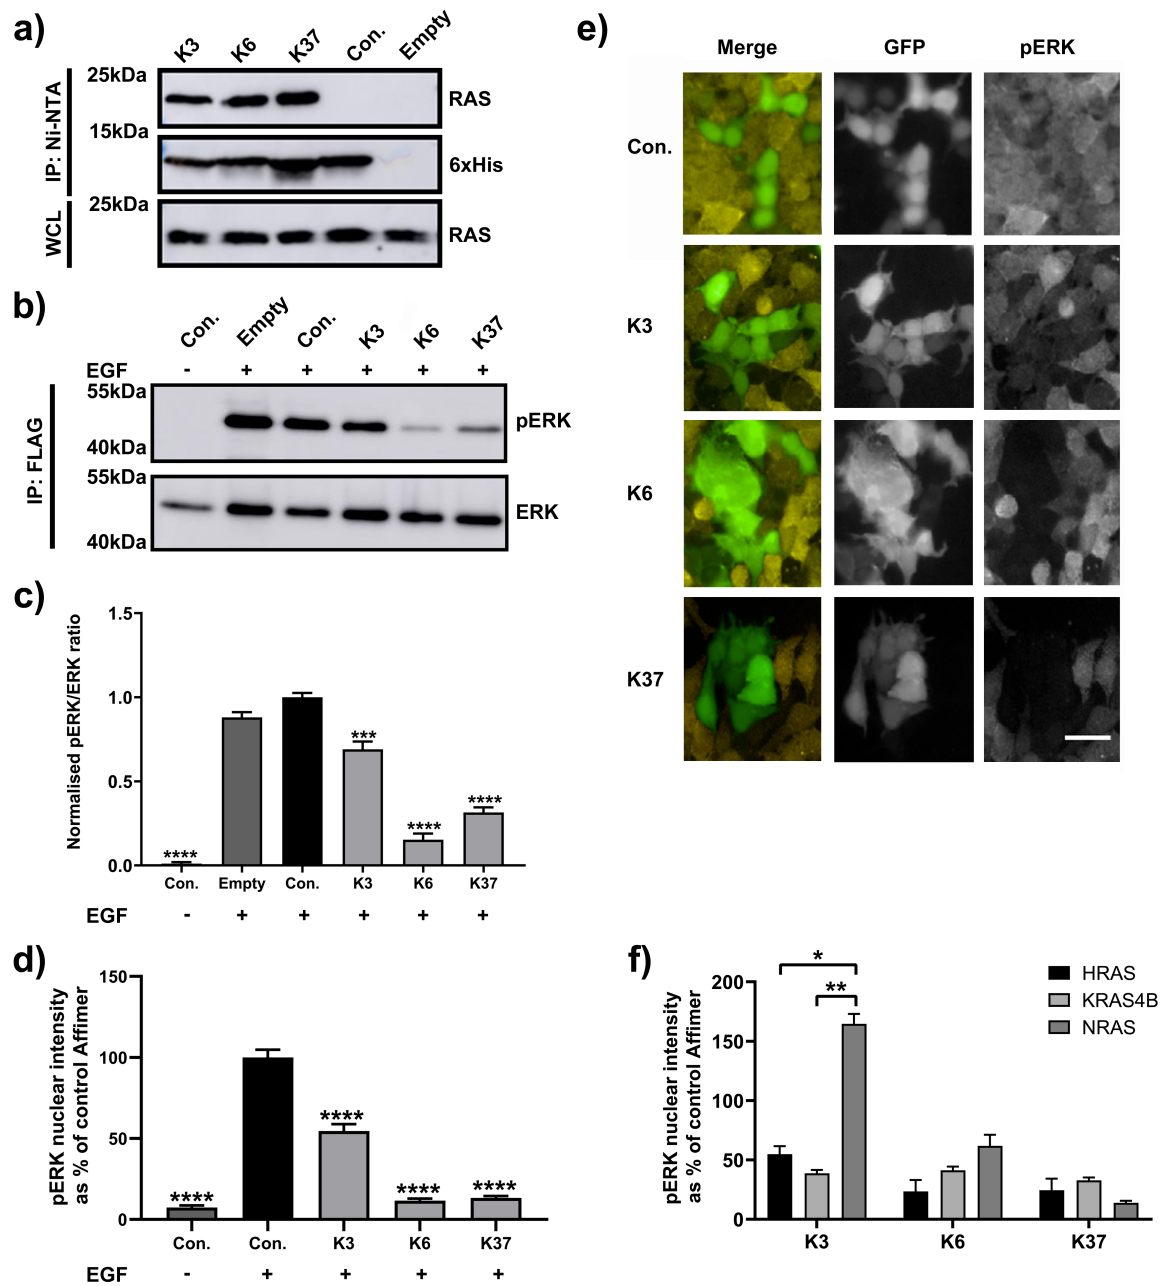 a)
K3 K6 K37 Con. Empty
IP: Ni-NTA
25kDa
RAS
15kDa
6xHis
WCL
25kDa
RAS
b)
Con. Empty Con. K3 K6 K37
EGF - + + + + +
IP: FLAG
55kDa
pERK
40kDa
55kDa
ERK
40kDa
c)
Normalised pERK/ERK ratio
1.5
1.0
0.5
0.0
**** *** **** ****
Con. Empty Con. K3 K6 K37
EGF - + + + + +
d)
pERK nuclear intensity
as % of control Affimer
150
100
50
0
**** **** **** ****
Con. Con. K3 K6 K37
EGF - + + + +
e)
Merge GFP pERK
Con.
K3
K6
K37
f)
pERK nuclear intensity
as % of control Affimer
200
150
100
50
0
*
**
HRAS
KRAS4B
NRAS
K3 K6 K37